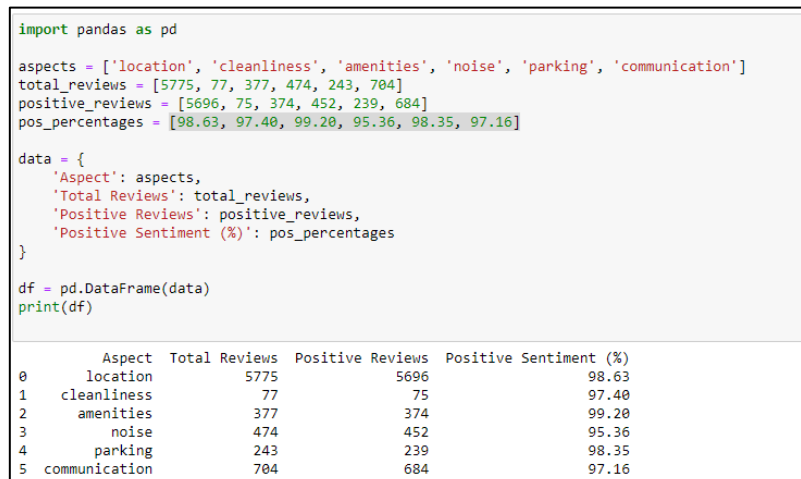 import pandas as pd
aspects = ['location', 'cleanliness', 'amenities', 'noise', 'parking', 'communication']
total_reviews = [5775, 77, 377, 474, 243, 704]
positive_reviews = [5696, 75, 374, 452, 239, 684]
pos_percentages = [98.63, 97.40, 99.20, 95.36, 98.35, 97.16]
data = {
    'Aspect': aspects,
    'Total Reviews': total_reviews,
    'Positive Reviews': positive_reviews,
    'Positive Sentiment (%)': pos_percentages
}
df = pd.DataFrame(data)
print(df)
Aspect Total Reviews Positive Reviews Positive Sentiment (%)
0 location 5775 5696 98.63
1 cleanliness 77 75 97.40
2 amenities 377 374 99.20
3 noise 474 452 95.36
4 parking 243 239 98.35
5 communication 704 684 97.16